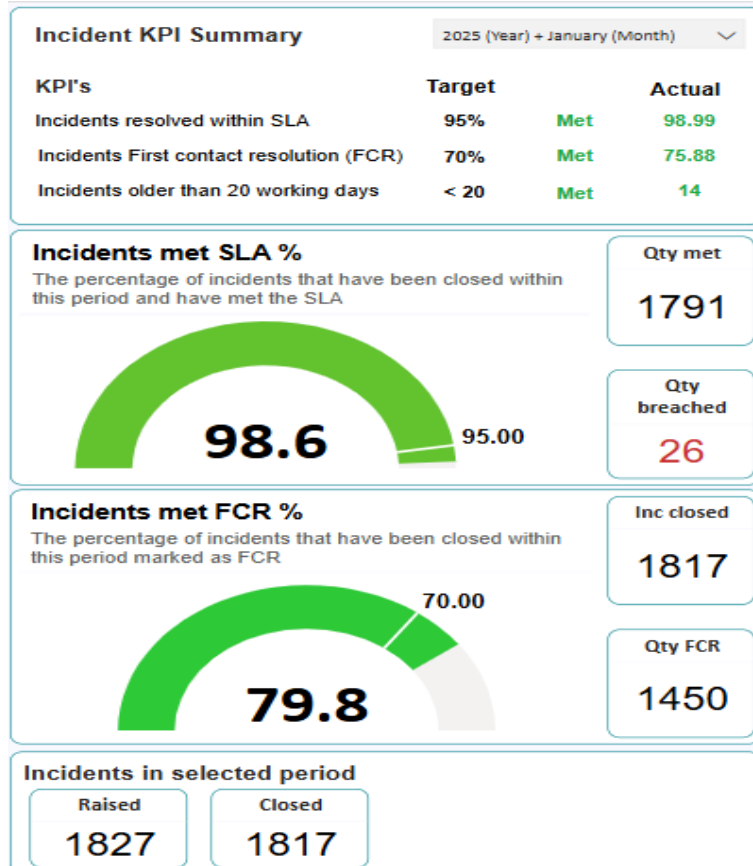 Incident KPI Summary
2025 (Year) + January (Month)
KPI's Target Actual
Incidents resolved within SLA 95% Met 98.99
Incidents First contact resolution (FCR) 70% Met 75.88
Incidents older than 20 working days < 20 Met 14
Incidents met SLA %
The percentage of incidents that have been closed within
this period and have met the SLA
98.6
95.00
Qty met
1791
Qty
breached
26
Incidents met FCR %
The percentage of incidents that have been closed within
this period marked as FCR
70.00
79.8
Inc closed
1817
Qty FCR
1450
Incidents in selected period
Raised
1827
Closed
1817